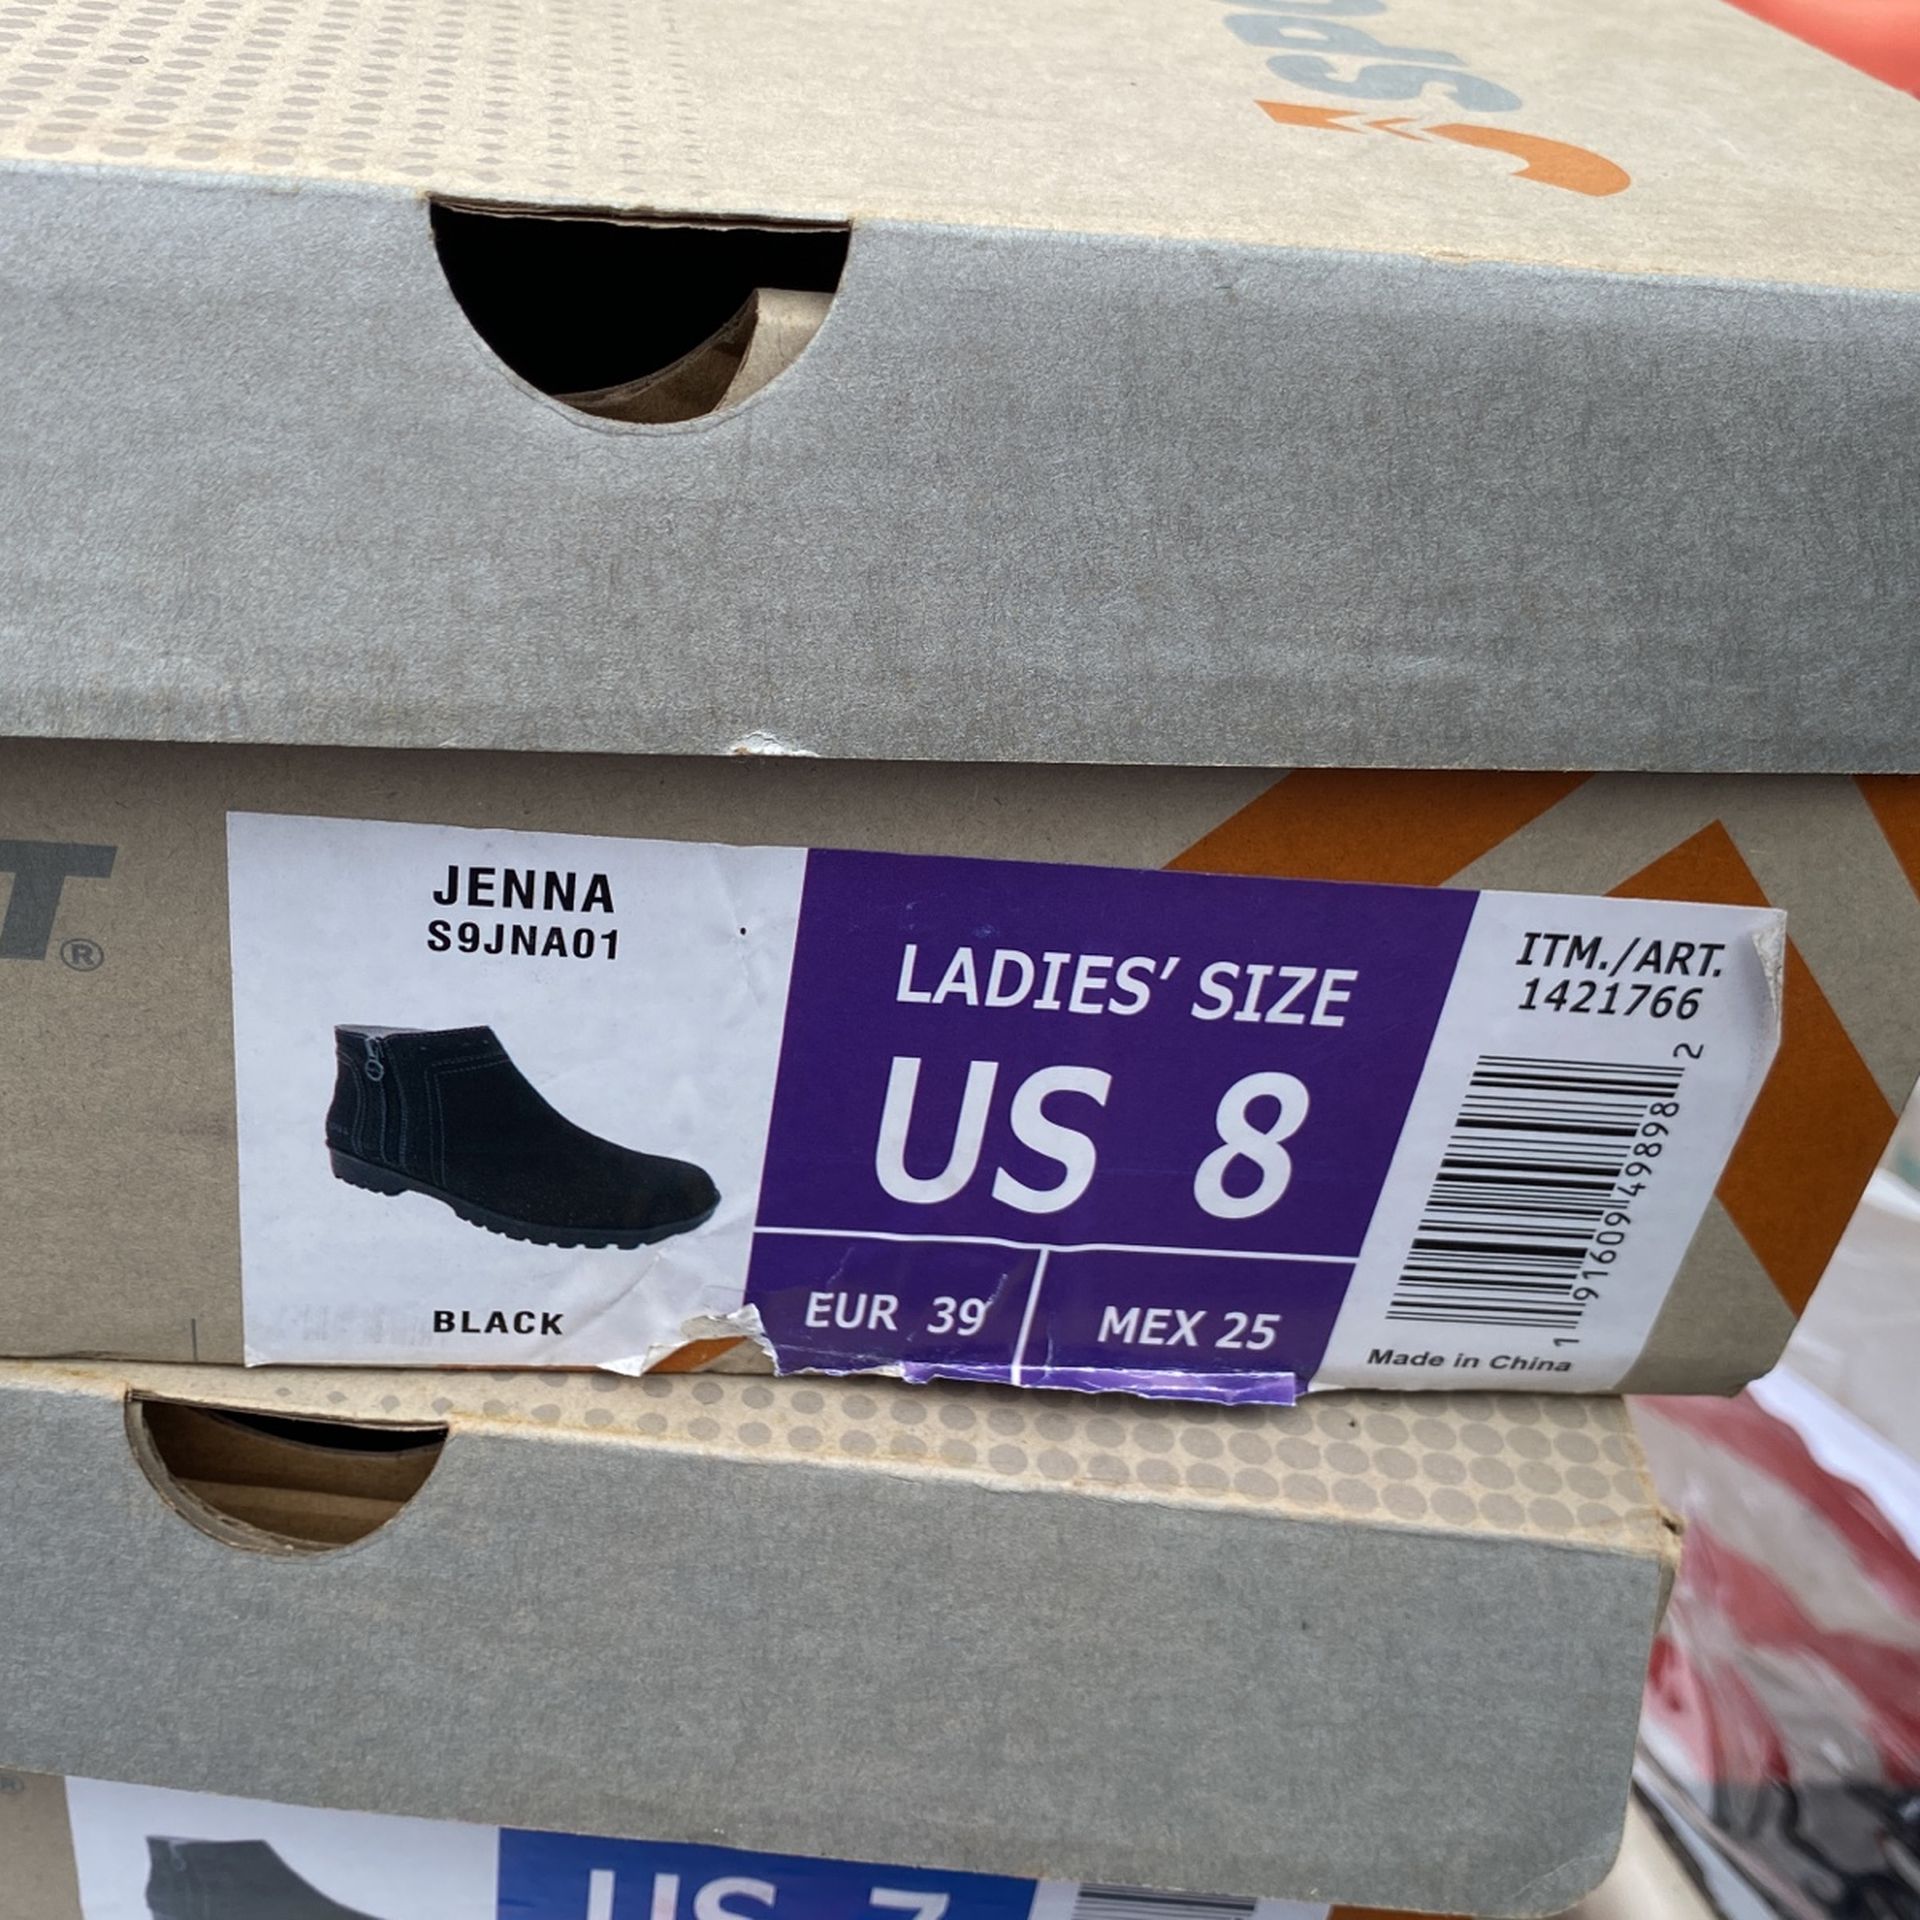 JENNA
S9JNA01
BLACK
LADIES' SIZE
US 8
EUR 39
MEX 25
ITM./ART.
1421766
1 91609 49898 2
Made in China
US 7